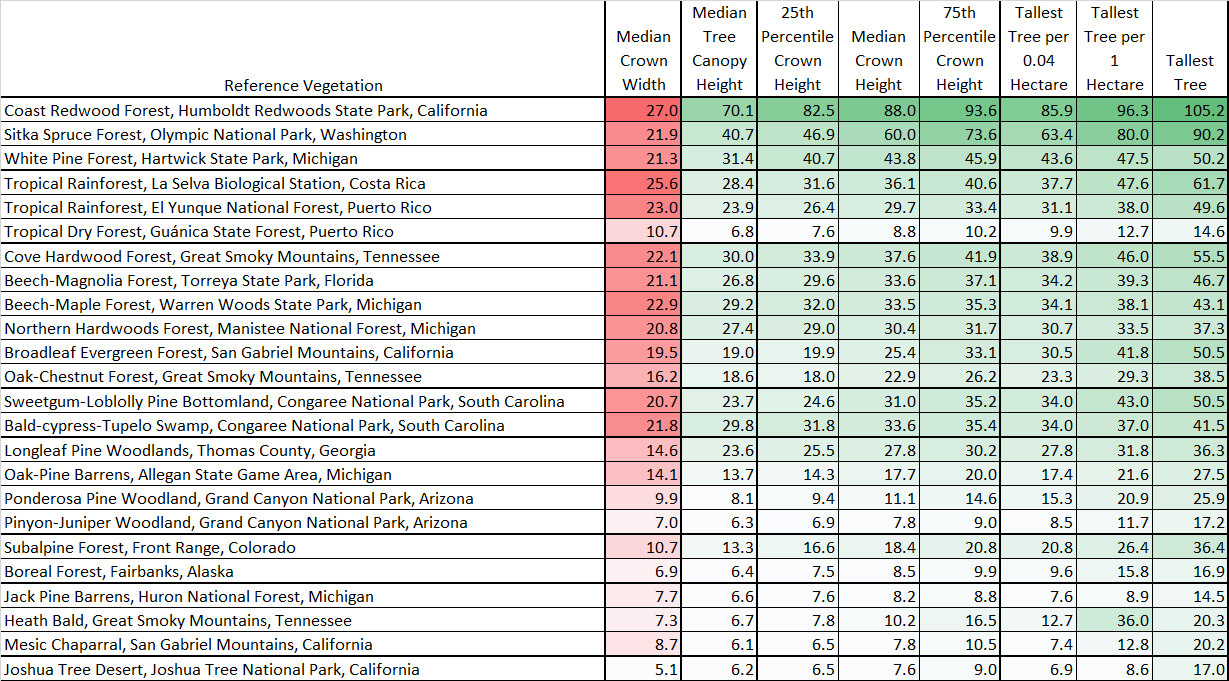 Reference Vegetation Median Crown Width Median Tree Canopy Height 25th Percentile Crown Height Median Crown Height 75th Percentile Crown Height Tallest Tree per 0.04 Hectare Tallest Tree per 1 Hectare Tallest Tree
Coast Redwood Forest, Humboldt Redwoods State Park, California 27.0 70.1 82.5 88.0 93.6 85.9 96.3 105.2
Sitka Spruce Forest, Olympic National Park, Washington 21.9 40.7 46.9 60.0 73.6 63.4 80.0 90.2
White Pine Forest, Hartwick State Park, Michigan 21.3 31.4 40.7 43.8 45.9 43.6 47.5 50.2
Tropical Rainforest, La Selva Biological Station, Costa Rica 25.6 28.4 31.6 36.1 40.6 37.7 47.6 61.7
Tropical Rainforest, El Yunque National Forest, Puerto Rico 23.0 23.9 26.4 29.7 33.4 31.1 38.0 49.6
Tropical Dry Forest, Guánica State Forest, Puerto Rico 10.7 6.8 7.6 8.8 10.2 9.9 12.7 14.6
Cove Hardwood Forest, Great Smoky Mountains, Tennessee 22.1 30.0 33.9 37.6 41.9 38.9 46.0 55.5
Beech-Magnolia Forest, Torreya State Park, Florida 21.1 26.8 29.6 33.6 37.1 34.2 39.3 46.7
Beech-Maple Forest, Warren Woods State Park, Michigan 22.9 29.2 32.0 33.5 35.3 34.1 38.1 43.1
Northern Hardwoods Forest, Manistee National Forest, Michigan 20.8 27.4 29.0 30.4 31.7 30.7 33.5 37.3
Broadleaf Evergreen Forest, San Gabriel Mountains, California 19.5 19.0 19.9 25.4 33.1 30.5 41.8 50.5
Oak-Chestnut Forest, Great Smoky Mountains, Tennessee 16.2 18.6 18.0 22.9 26.2 23.3 29.3 38.5
Sweetgum-Loblolly Pine Bottomland, Congaree National Park, South Carolina 20.7 23.7 24.6 31.0 35.2 34.0 43.0 50.5
Bald-cypress-Tupelo Swamp, Congaree National Park, South Carolina 21.8 29.8 31.8 33.6 35.4 34.0 37.0 41.5
Longleaf Pine Woodlands, Thomas County, Georgia 14.6 23.6 25.5 27.8 30.2 27.8 31.8 36.3
Oak-Pine Barrens, Allegan State Game Area, Michigan 14.1 13.7 14.3 17.7 20.0 17.4 21.6 27.5
Ponderosa Pine Woodland, Grand Canyon National Park, Arizona 9.9 8.1 9.4 11.1 14.6 15.3 20.9 25.9
Pinyon-Juniper Woodland, Grand Canyon National Park, Arizona 7.0 6.3 6.9 7.8 9.0 8.5 11.7 17.2
Subalpine Forest, Front Range, Colorado 10.7 13.3 16.6 18.4 20.8 20.8 26.4 36.4
Boreal Forest, Fairbanks, Alaska 6.9 6.4 7.5 8.5 9.9 9.6 15.8 16.9
Jack Pine Barrens, Huron National Forest, Michigan 7.7 6.6 7.6 8.2 8.8 7.6 8.9 14.5
Heath Bald, Great Smoky Mountains, Tennessee 7.3 6.7 7.8 10.2 16.5 12.7 36.0 20.3
Mesic Chaparral, San Gabriel Mountains, California 8.7 6.1 6.5 7.8 10.5 7.4 12.8 20.2
Joshua Tree Desert, Joshua Tree National Park, California 5.1 6.2 6.5 7.6 9.0 6.9 8.6 17.0